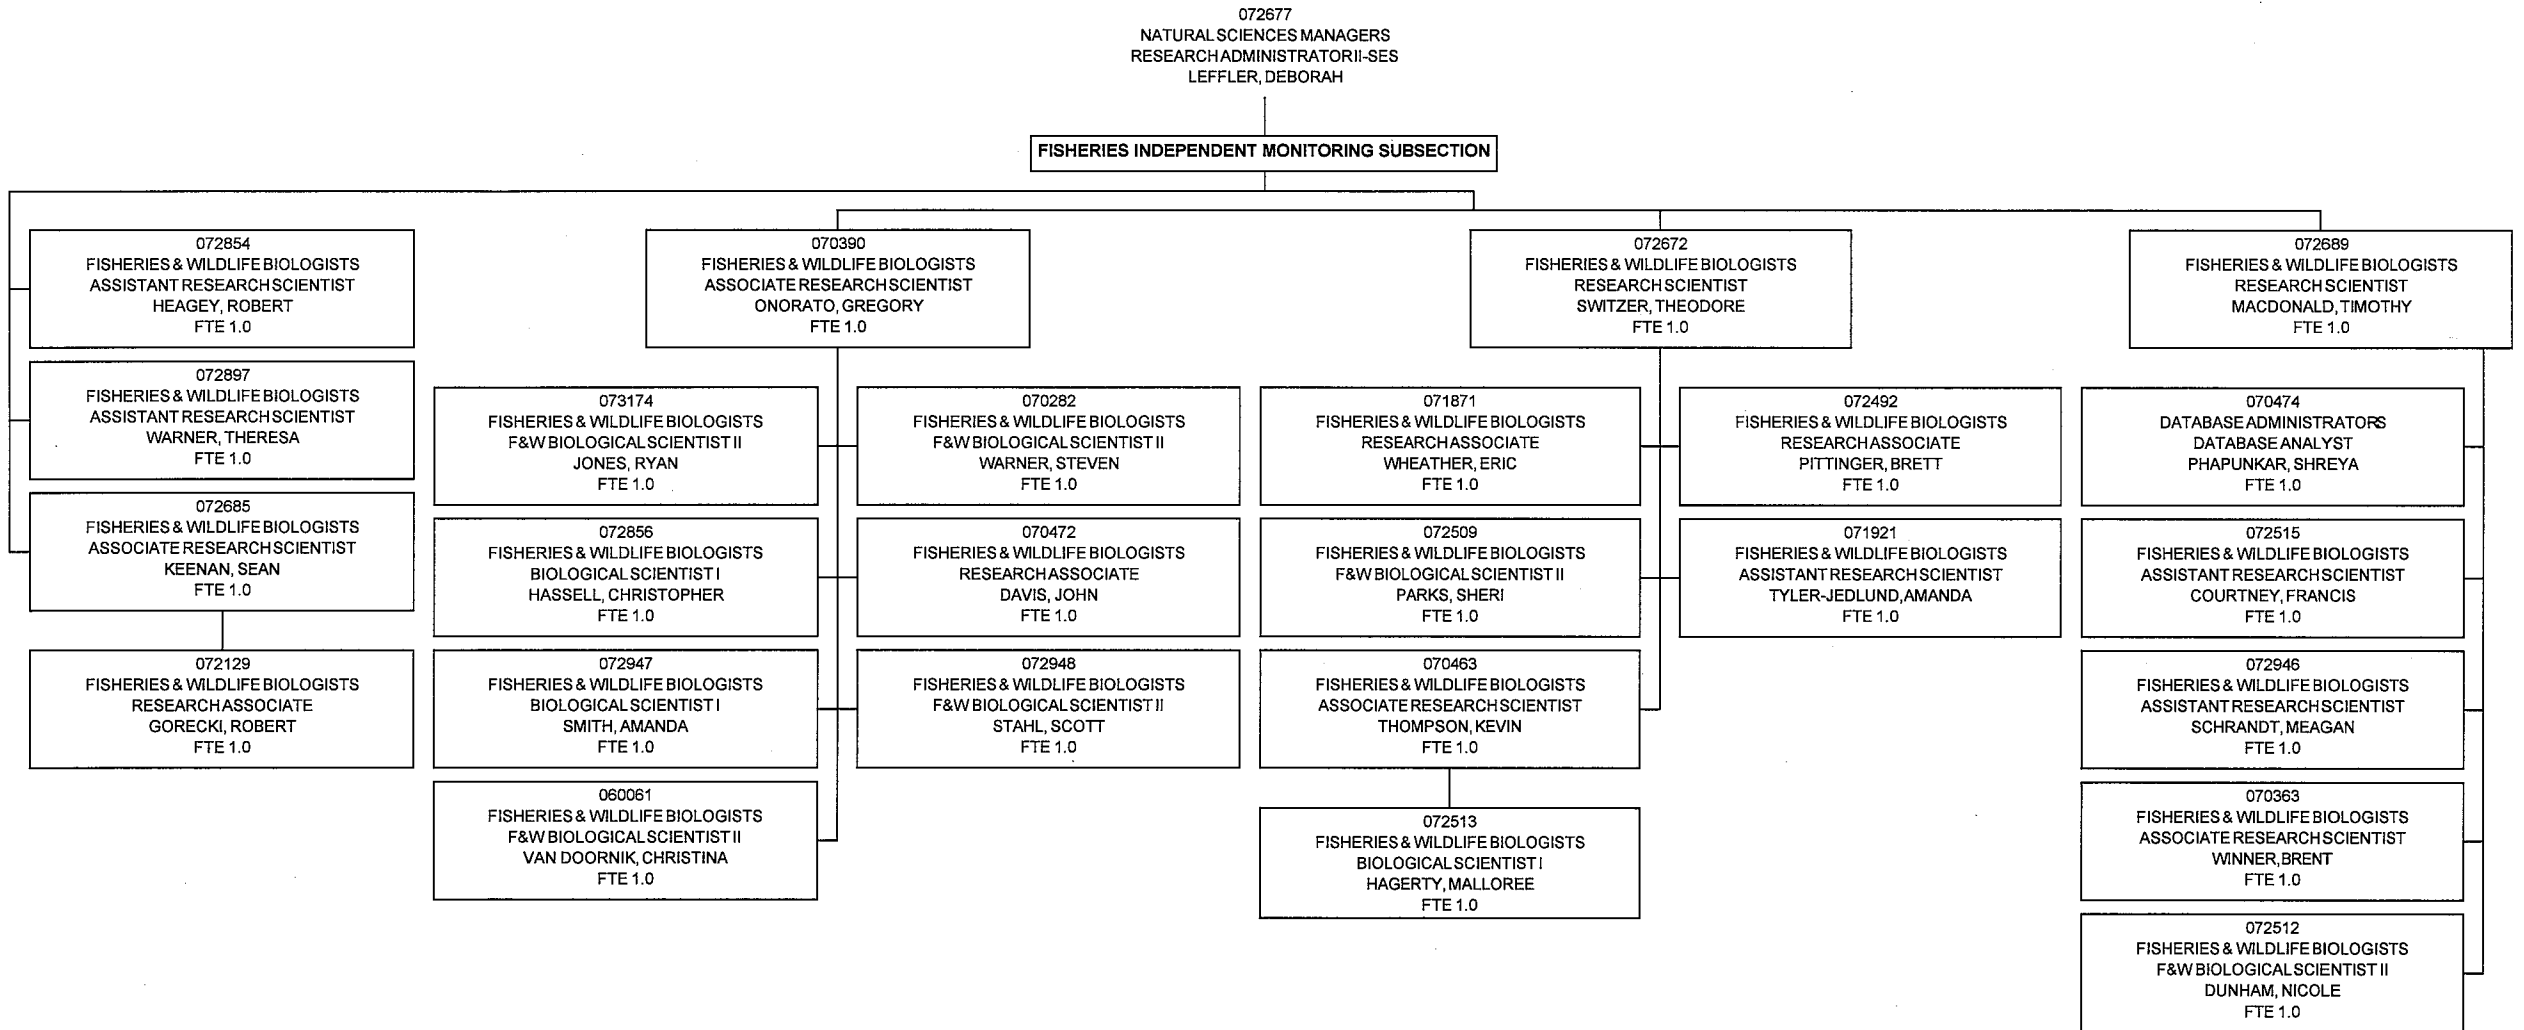 072677
NATURAL SCIENCES MANAGERS
RESEARCH ADMINISTRATOR II-SES
LEFFLER, DEBORAH
FISHERIES INDEPENDENT MONITORING SUBSECTION
072854
FISHERIES & WILDLIFE BIOLOGISTS
ASSISTANT RESEARCH SCIENTIST
HEAGEY, ROBERT
FTE 1.0
072897
FISHERIES & WILDLIFE BIOLOGISTS
ASSISTANT RESEARCH SCIENTIST
WARNER, THERESA
FTE 1.0
072685
FISHERIES & WILDLIFE BIOLOGISTS
ASSOCIATE RESEARCH SCIENTIST
KEENAN, SEAN
FTE 1.0
072129
FISHERIES & WILDLIFE BIOLOGISTS
RESEARCH ASSOCIATE
GORECKI, ROBERT
FTE 1.0
070390
FISHERIES & WILDLIFE BIOLOGISTS
ASSOCIATE RESEARCH SCIENTIST
ONORATO, GREGORY
FTE 1.0
073174
FISHERIES & WILDLIFE BIOLOGISTS
F&W BIOLOGICAL SCIENTIST II
JONES, RYAN
FTE 1.0
070282
FISHERIES & WILDLIFE BIOLOGISTS
F&W BIOLOGICAL SCIENTIST II
WARNER, STEVEN
FTE 1.0
072856
FISHERIES & WILDLIFE BIOLOGISTS
BIOLOGICAL SCIENTIST I
HASSELL, CHRISTOPHER
FTE 1.0
070472
FISHERIES & WILDLIFE BIOLOGISTS
RESEARCH ASSOCIATE
DAVIS, JOHN
FTE 1.0
072947
FISHERIES & WILDLIFE BIOLOGISTS
BIOLOGICAL SCIENTIST I
SMITH, AMANDA
FTE 1.0
072948
FISHERIES & WILDLIFE BIOLOGISTS
F&W BIOLOGICAL SCIENTIST II
STAHL, SCOTT
FTE 1.0
060061
FISHERIES & WILDLIFE BIOLOGISTS
F&W BIOLOGICAL SCIENTIST II
VAN DOORNIK, CHRISTINA
FTE 1.0
072672
FISHERIES & WILDLIFE BIOLOGISTS
RESEARCH SCIENTIST
SWITZER, THEODORE
FTE 1.0
071871
FISHERIES & WILDLIFE BIOLOGISTS
RESEARCH ASSOCIATE
WHEATHER, ERIC
FTE 1.0
072492
FISHERIES & WILDLIFE BIOLOGISTS
RESEARCH ASSOCIATE
PITTINGER, BRETT
FTE 1.0
072509
FISHERIES & WILDLIFE BIOLOGISTS
F&W BIOLOGICAL SCIENTIST II
PARKS, SHERI
FTE 1.0
071921
FISHERIES & WILDLIFE BIOLOGISTS
ASSISTANT RESEARCH SCIENTIST
TYLER-JEDLUND, AMANDA
FTE 1.0
070463
FISHERIES & WILDLIFE BIOLOGISTS
ASSOCIATE RESEARCH SCIENTIST
THOMPSON, KEVIN
FTE 1.0
072513
FISHERIES & WILDLIFE BIOLOGISTS
BIOLOGICAL SCIENTIST I
HAGERTY, MALLOREE
FTE 1.0
072689
FISHERIES & WILDLIFE BIOLOGISTS
RESEARCH SCIENTIST
MACDONALD, TIMOTHY
FTE 1.0
070474
DATABASE ADMINISTRATORS
DATABASE ANALYST
PHAPUNKAR, SHREYA
FTE 1.0
072515
FISHERIES & WILDLIFE BIOLOGISTS
ASSISTANT RESEARCH SCIENTIST
COURTNEY, FRANCIS
FTE 1.0
072946
FISHERIES & WILDLIFE BIOLOGISTS
ASSISTANT RESEARCH SCIENTIST
SCHRANDT, MEAGAN
FTE 1.0
070363
FISHERIES & WILDLIFE BIOLOGISTS
ASSOCIATE RESEARCH SCIENTIST
WINNER, BRENT
FTE 1.0
072512
FISHERIES & WILDLIFE BIOLOGISTS
F&W BIOLOGICAL SCIENTIST II
DUNHAM, NICOLE
FTE 1.0